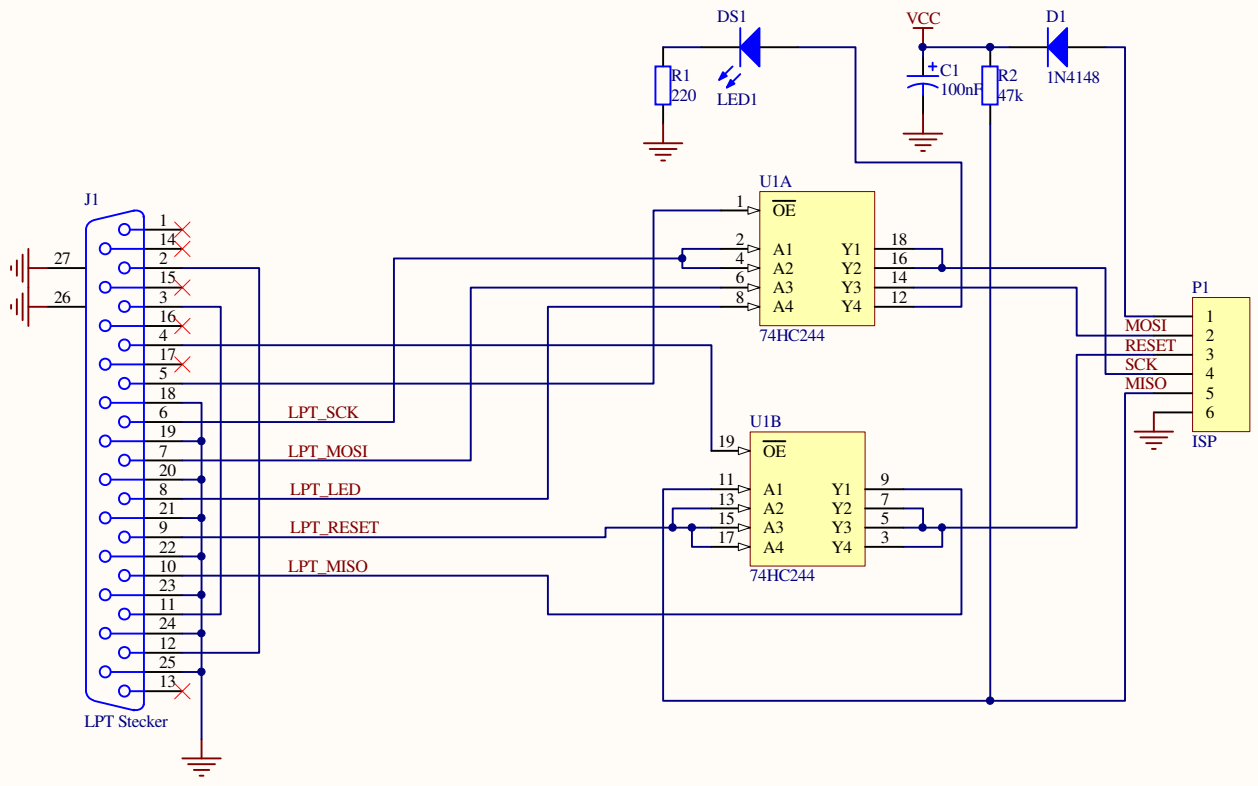 DS1
R1
220
LED1
VCC
C1
100nF
R2
47k
D1
1N4148
J1
1
14
2
15
3
16
4
17
5
18
6
19
7
20
8
21
9
22
10
23
11
24
12
25
13
27
26
LPT Stecker
LPT_SCK
LPT_MOSI
LPT_LED
LPT_RESET
LPT_MISO
U1A
1
OE
2
A1
Y1
18
4
A2
Y2
16
6
A3
Y3
14
8
A4
Y4
12
74HC244
U1B
19
OE
11
A1
Y1
9
13
A2
Y2
7
15
A3
Y3
5
17
A4
Y4
3
74HC244
P1
1
MOSI
2
RESET
3
SCK
4
MISO
5
6
ISP